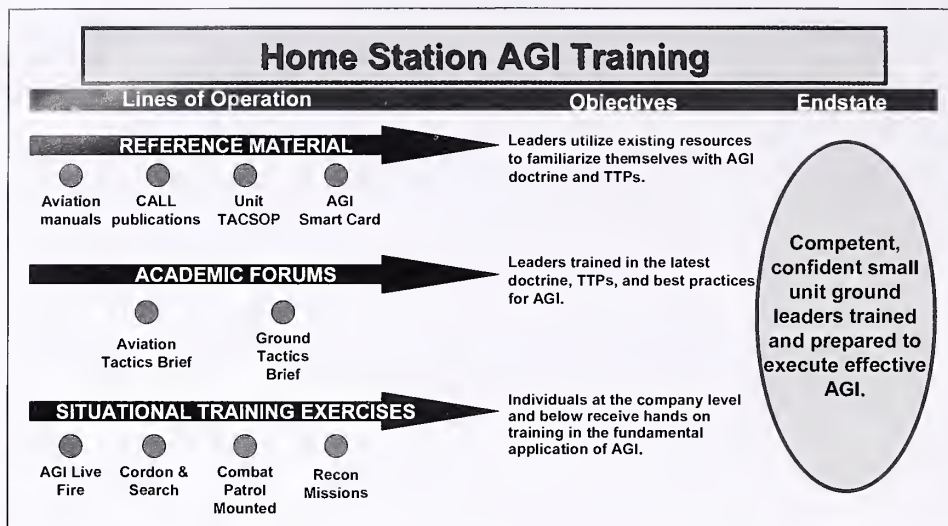 Home Station AGI Training
Lines of Operation Objectives Endstate
REFERENCE MATERIAL
Aviation
manuals
CALL
publications
Unit
TACSOP
AGI
Smart Card
Leaders utilize existing resources
to familiarize themselves with AGI
doctrine and TTPs.
ACADEMIC FORUMS
Aviation
Tactics Brief
Ground
Tactics
Brief
Leaders trained in the latest
doctrine, TTPs, and best practices
for AGI.
SITUATIONAL TRAINING EXERCISES
AGI Live
Fire
Cordon &
Search
Combat
Patrol
Mounted
Recon
Missions
Individuals at the company level
and below receive hands on
training in the fundamental
application of AGI.
Competent,
confident small
unit ground
leaders trained
and prepared to
execute effective
AGI.